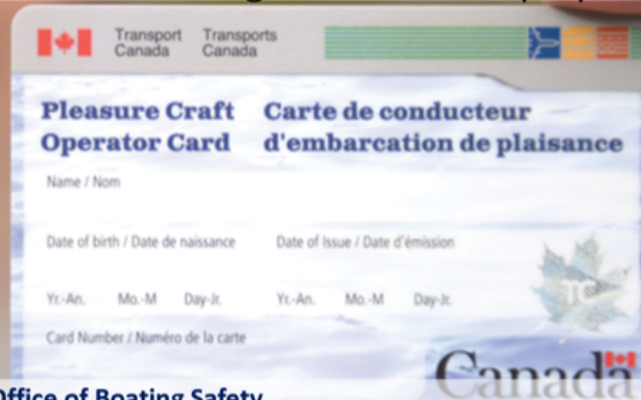 Transport Transports
Canada Canada
Pleasure Craft Carte de conducteur
Operator Card d'embarcation de plaisance
Name / Nom
Date of birth / Date de naissance Date of Issue / Date d'émission
Yr.-An. Mo.-M Day-Jr. Yr.-An. Mo.-M Day-Jr.
TC
Card Number / Numéro de la carte
Canada
Office of Boating Safety